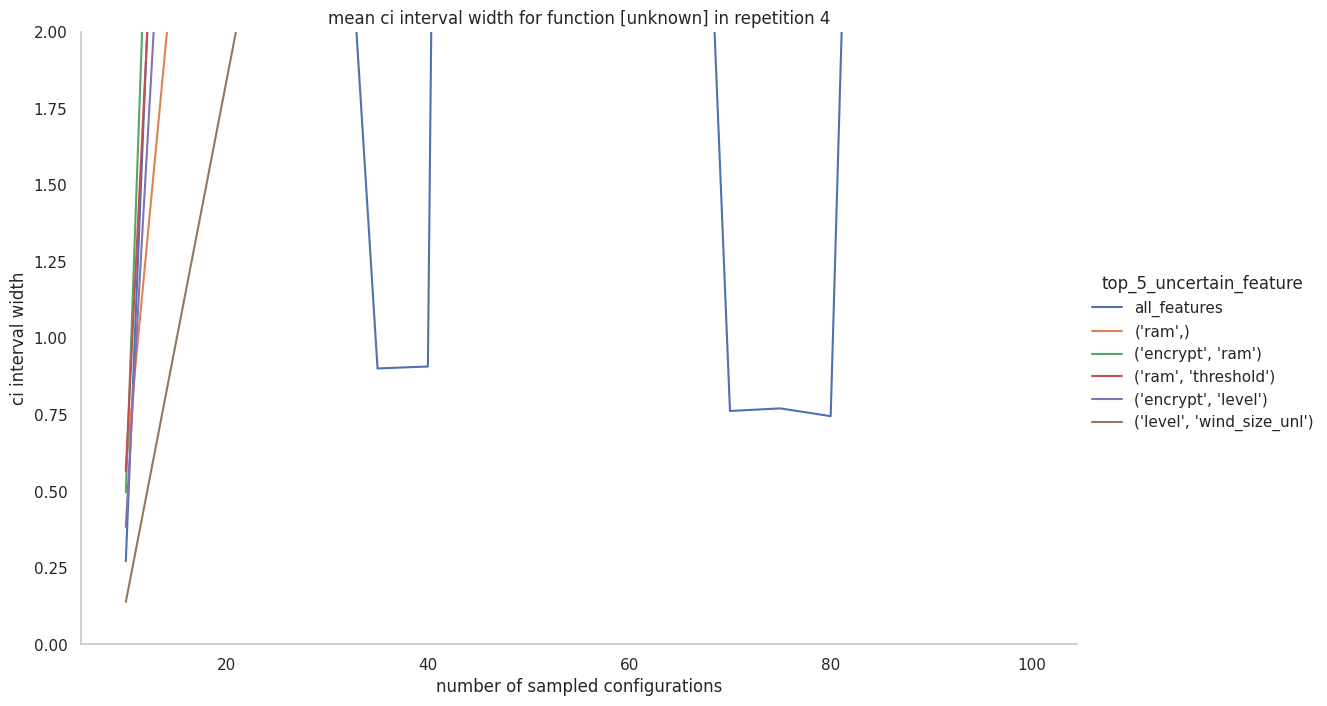 mean ci interval width for function [unknown] in repetition 4
2.00
1.75
1.50
1.25
1.00
0.75
0.50
0.25
0.00
ci interval width
20
40
60
80
100
number of sampled configurations
top_5_uncertain_feature
all_features
('ram',)
('encrypt', 'ram')
('ram', 'threshold')
('encrypt', 'level')
('level', 'wind_size_unl')